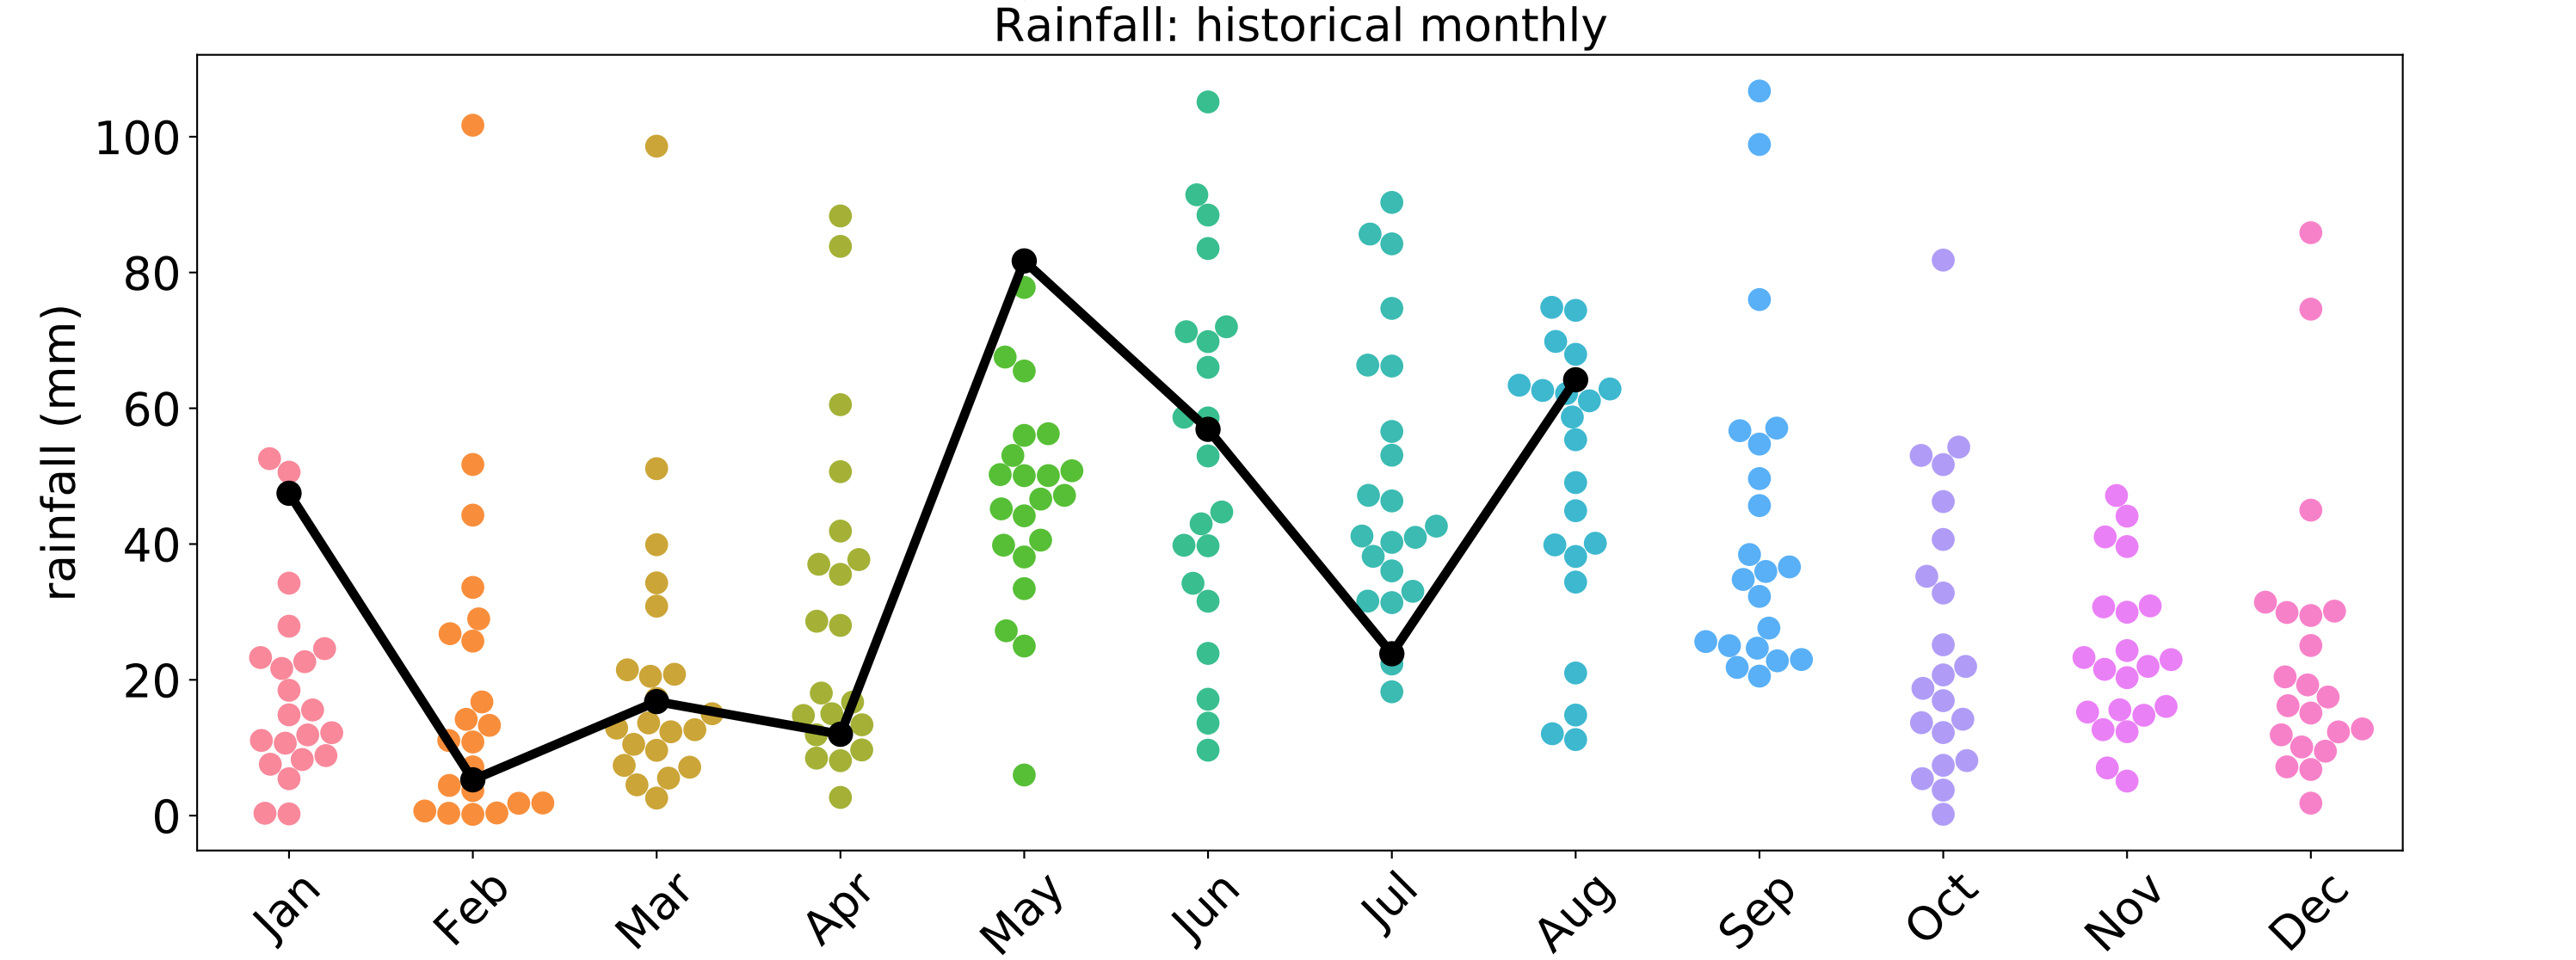 Rainfall: historical monthly
rainfall (mm)
100
80
60
40
20
0
Jan
Feb
Mar
Apr
May
Jun
Jul
Aug
Sep
Oct
Nov
Dec